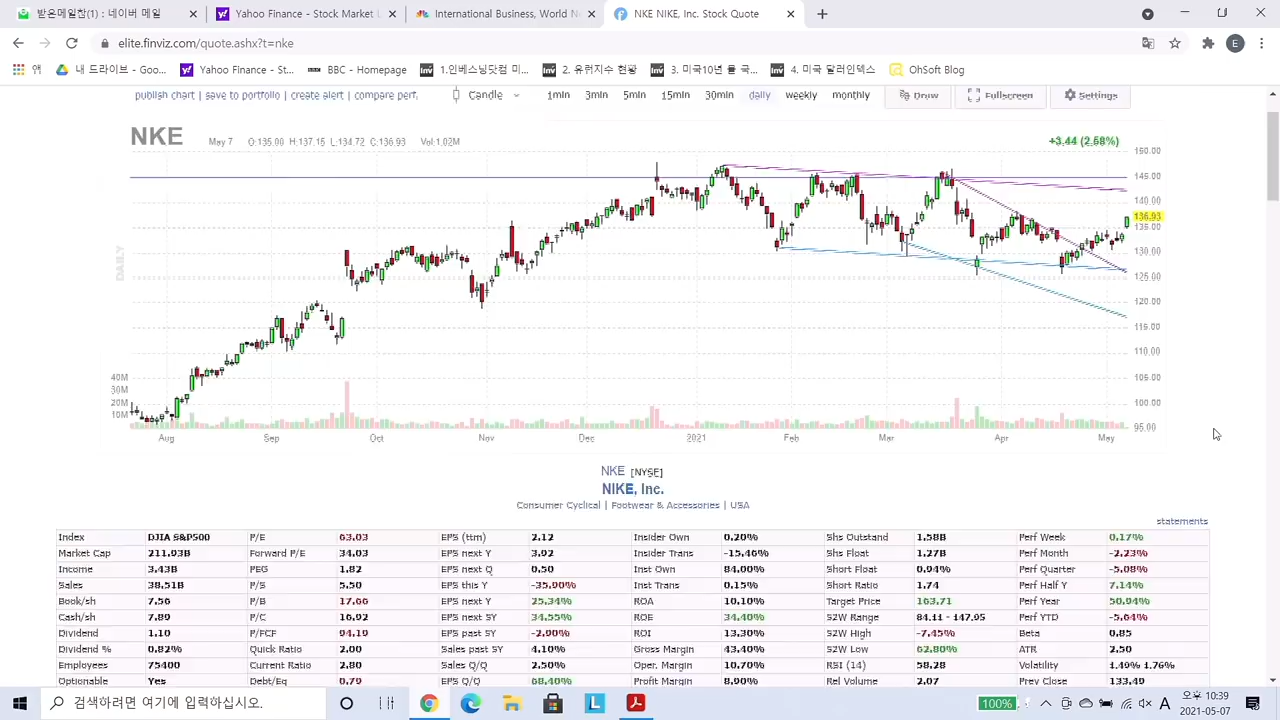 받은메일함(1) : 네이버 메일
Yahoo Finance - Stock Market L
International Business, World N
NKE NIKE, Inc. Stock Quote
elite.finviz.com/quote.ashx?t=nke
E
앱
내 드라이브 - Goo...
Yahoo Finance - St...
BBC - Homepage
1.인베스닝닷컴 미...
2. 유런지수 현황
3. 미국10년 물 국...
4. 미국 달러인덱스
OhSoft Blog
publish chart | save to portfolio | create alert | compare perf.
Candle
1min 3min 5min 15min 30min daily weekly monthly
Draw
Fullscreen
Settings
NKE
May 7 O:135.00 H:137.15 L:134.72 C:136.93 Vol:1.02M
+3.44 (2.58%)
150.00
145.00
140.00
136.93
135.00
130.00
125.00
120.00
115.00
110.00
105.00
100.00
95.00
DAILY
40M
30M
20M
10M
Aug Sep Oct Nov Dec 2021 Feb Mar Apr May
NKE [NYSE]
NIKE, Inc.
Consumer Cyclical | Footwear & Accessories | USA
statements
Index DJIA S&P500 P/E 63.03 EPS (ttm) 2.12 Insider Own 0.20% Shs Outstand 1.58B Perf Week 0.17%
Market Cap 211.93B Forward P/E 34.03 EPS next Y 3.92 Insider Trans -15.46% Shs Float 1.27B Perf Month -2.23%
Income 3.43B PEG 1.82 EPS next Q 0.50 Inst Own 84.00% Short Float 0.94% Perf Quarter -5.08%
Sales 38.51B P/S 5.50 EPS this Y -35.90% Inst Trans 0.15% Short Ratio 1.74 Perf Half Y 7.14%
Book/sh 7.56 P/B 17.66 EPS next Y 25.34% ROA 10.10% Target Price 163.71 Perf Year 50.94%
Cash/sh 7.89 P/C 16.92 EPS next 5Y 34.55% ROE 34.40% 52W Range 84.11 - 147.95 Perf YTD -5.64%
Dividend 1.10 P/FCF 94.19 EPS past 5Y -2.90% ROI 13.30% 52W High -7.45% Beta 0.85
Dividend % 0.82% Quick Ratio 2.00 Sales past 5Y 4.10% Gross Margin 43.40% 52W Low 62.80% ATR 2.50
Employees 75400 Current Ratio 2.80 Sales Q/Q 2.50% Oper. Margin 10.70% RSI (14) 58.28 Volatility 1.49% 1.76%
Optionable Yes Debt/Eq 0.79 EPS Q/Q 68.40% Profit Margin 8.90% Rel Volume 2.07 Prev Close 133.49
검색하려면 여기에 입력하십시오.
100%
A
오후 10:39
2021-05-07